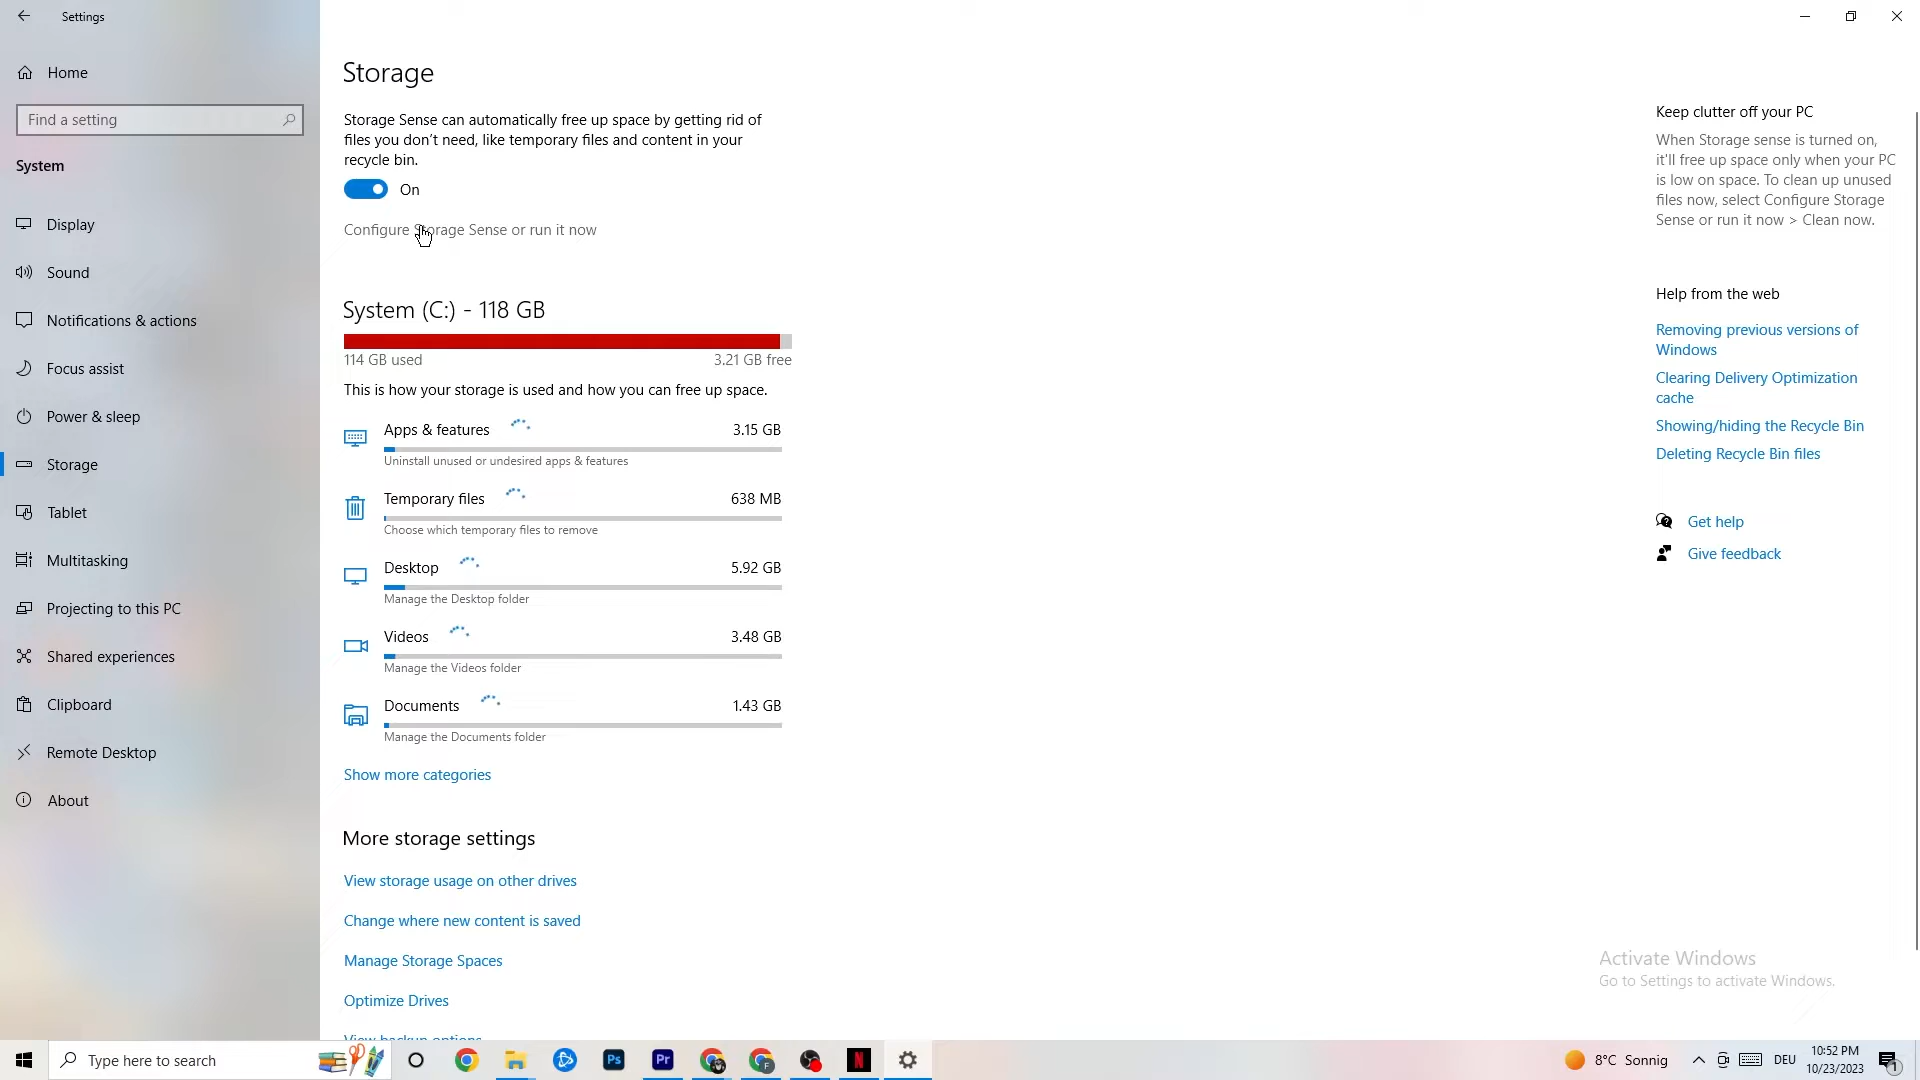 Settings
Home
Find a setting
System
Display
Sound
Notifications & actions
Focus assist
Power & sleep
Storage
Tablet
Multitasking
Projecting to this PC
Shared experiences
Clipboard
Remote Desktop
About
Storage
Storage Sense can automatically free up space by getting rid of
files you don't need, like temporary files and content in your
recycle bin.
On
Configure Storage Sense or run it now
System (C:) - 118 GB
114 GB used 3.21 GB free
This is how your storage is used and how you can free up space.
Apps & features 3.15 GB
Uninstall unused or undesired apps & features
Temporary files 638 MB
Choose which temporary files to remove
Desktop 5.92 GB
Manage the Desktop folder
Videos 3.48 GB
Manage the Videos folder
Documents 1.43 GB
Manage the Documents folder
Show more categories
More storage settings
View storage usage on other drives
Change where new content is saved
Manage Storage Spaces
Optimize Drives
View backup options
Keep clutter off your PC
When Storage sense is turned on,
it'll free up space only when your PC
is low on space. To clean up unused
files now, select Configure Storage
Sense or run it now > Clean now.
Help from the web
Removing previous versions of
Windows
Clearing Delivery Optimization
cache
Showing/hiding the Recycle Bin
Deleting Recycle Bin files
Get help
Give feedback
Activate Windows
Go to Settings to activate Windows.
Type here to search
Ps
Pr
F
N
8°C Sonnig
DEU
10:52 PM
10/23/2023
1